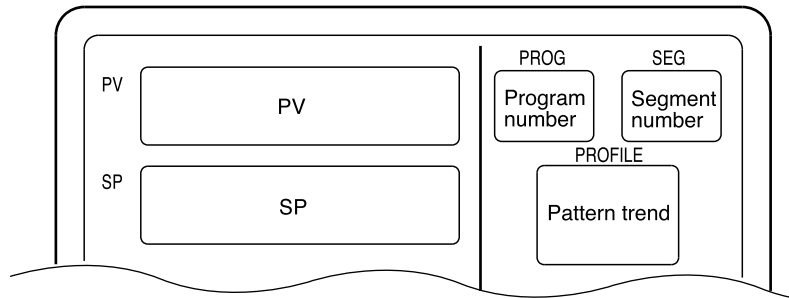 PROG SEG
PV
PV
Program
number
Segment
number
PROFILE
SP
SP
Pattern trend